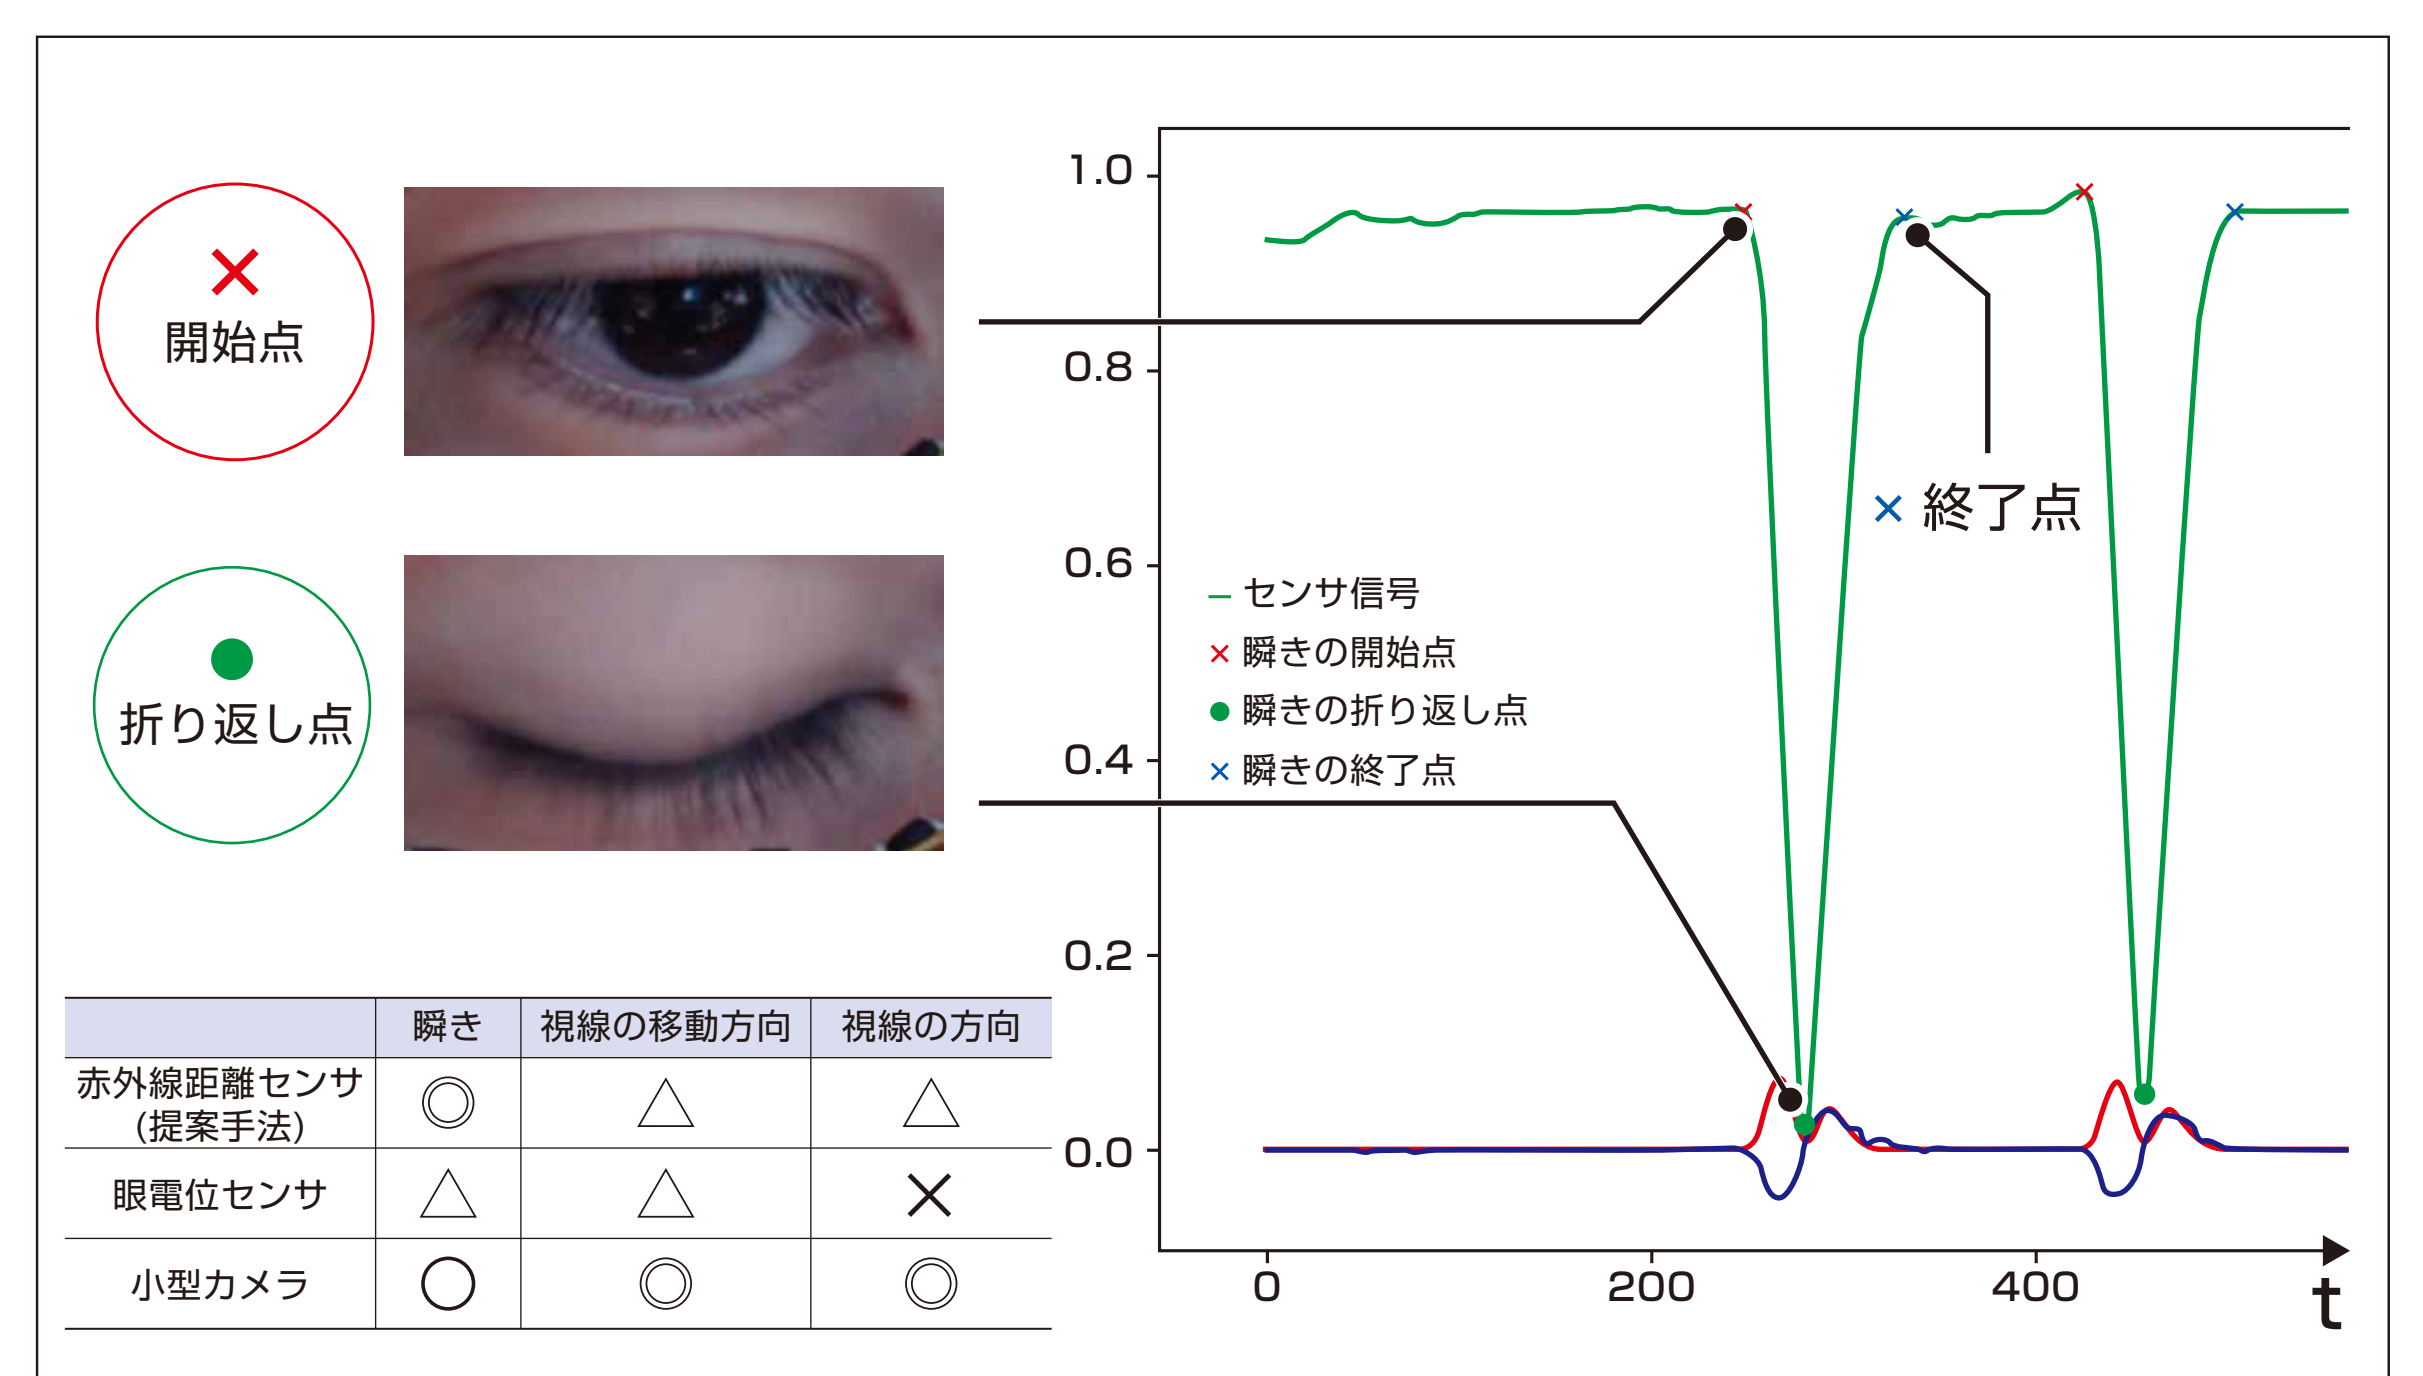 × 開始点
● 折り返し点
1.0
0.8
0.6
0.4
0.2
0.0
0
200
400
t
× 終了点
– センサ信号
× 瞬きの開始点
● 瞬きの折り返し点
× 瞬きの終了点
瞬き 視線の移動方向 視線の方向
赤外線距離センサ
(提案手法) ◎ △ △
眼電位センサ △ △ ×
小型カメラ ○ ◎ ◎